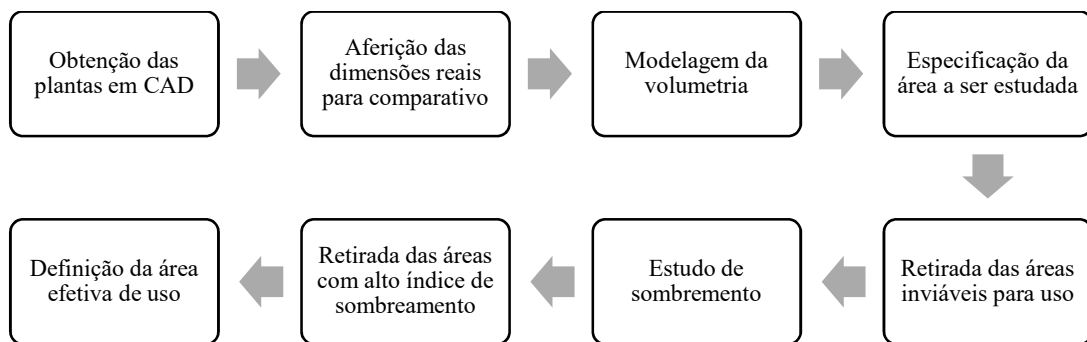 Obtenção das
plantas em CAD
Aferição das
dimensões reais
para comparativo
Modelagem da
volumetria
Especificação da
área a ser estudada
Retirada das áreas
inviáveis para uso
Estudo de
sombremento
Retirada das áreas
com alto índice de
sombreamento
Definição da área
efetiva de uso